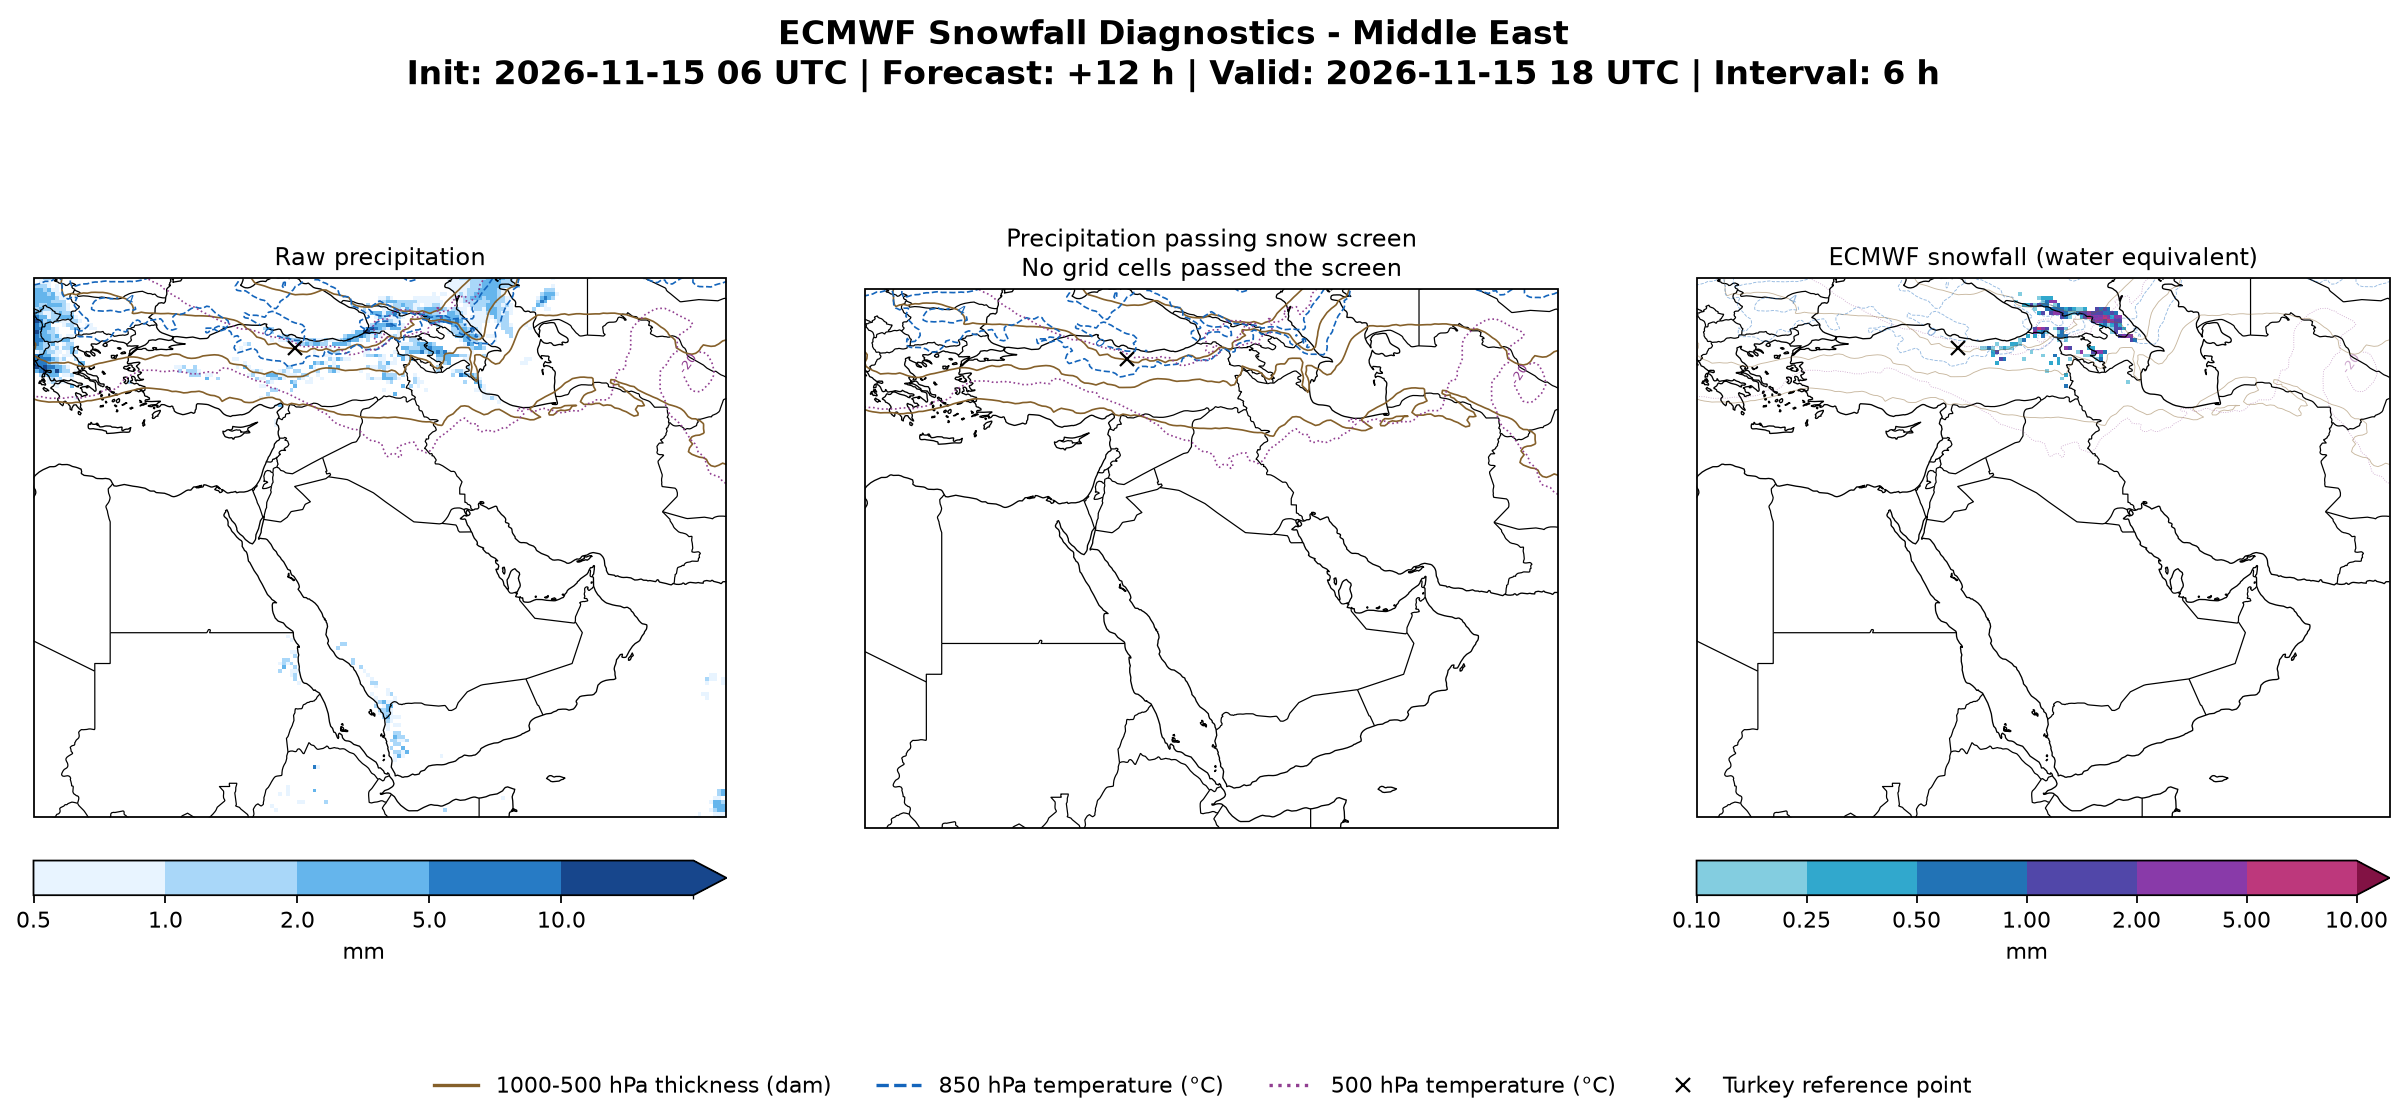 ECMWF Snowfall Diagnostics - Middle East
Init: 2026-11-15 06 UTC | Forecast: +12 h | Valid: 2026-11-15 18 UTC | Interval: 6 h
Raw precipitation
Precipitation passing snow screen
No grid cells passed the screen
ECMWF snowfall (water equivalent)
0.5 1.0 2.0 5.0 10.0
mm
0.10 0.25 0.50 1.00 2.00 5.00 10.00
mm
1000-500 hPa thickness (dam) 850 hPa temperature (°C) 500 hPa temperature (°C) Turkey reference point